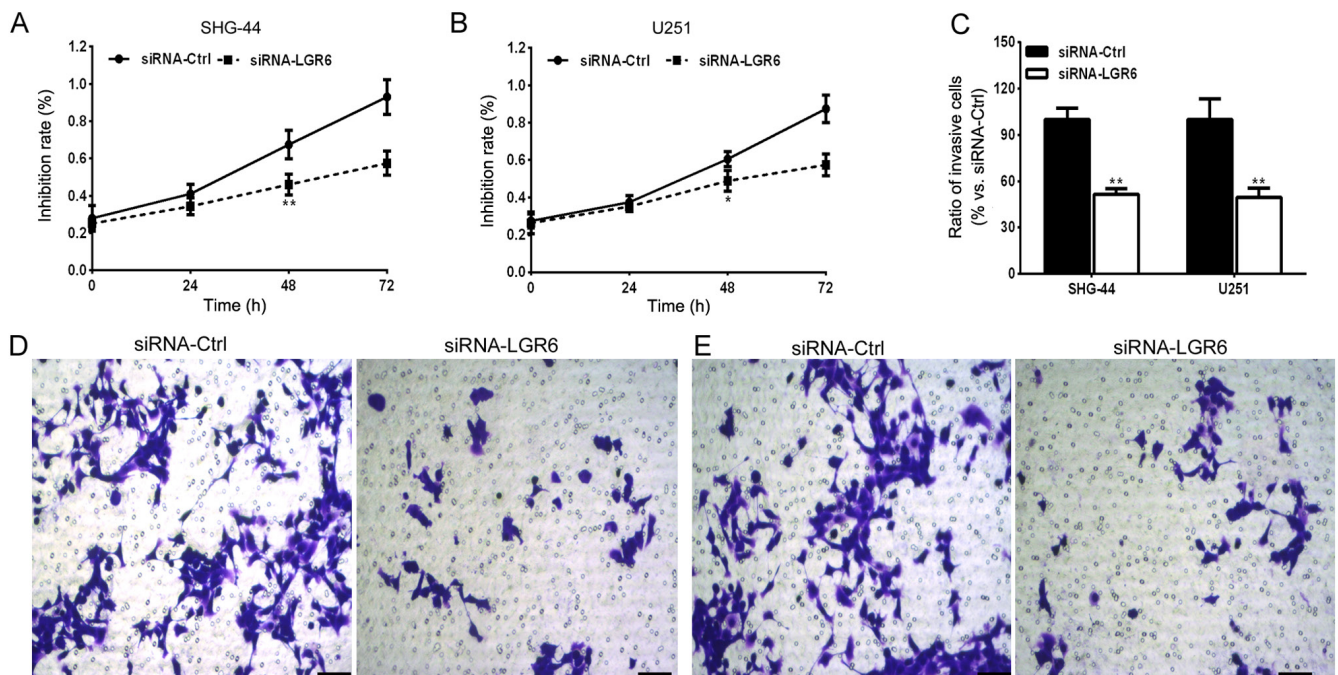 A
SHG-44
siRNA-Ctrl siRNA-LGR6
Inhibition rate (%)
1.2
1.0
0.8
0.6
0.4
0.2
0.0
**
0 24 48 72
Time (h)
B
U251
siRNA-Ctrl siRNA-LGR6
Inhibition rate (%)
1.2
1.0
0.8
0.6
0.4
0.2
0.0
*
0 24 48 72
Time (h)
C
siRNA-Ctrl
siRNA-LGR6
Ratio of invasive cells
(% vs. siRNA-Ctrl)
150
120
90
60
30
0
** **
SHG-44 U251
D
siRNA-Ctrl siRNA-LGR6
E
siRNA-Ctrl siRNA-LGR6